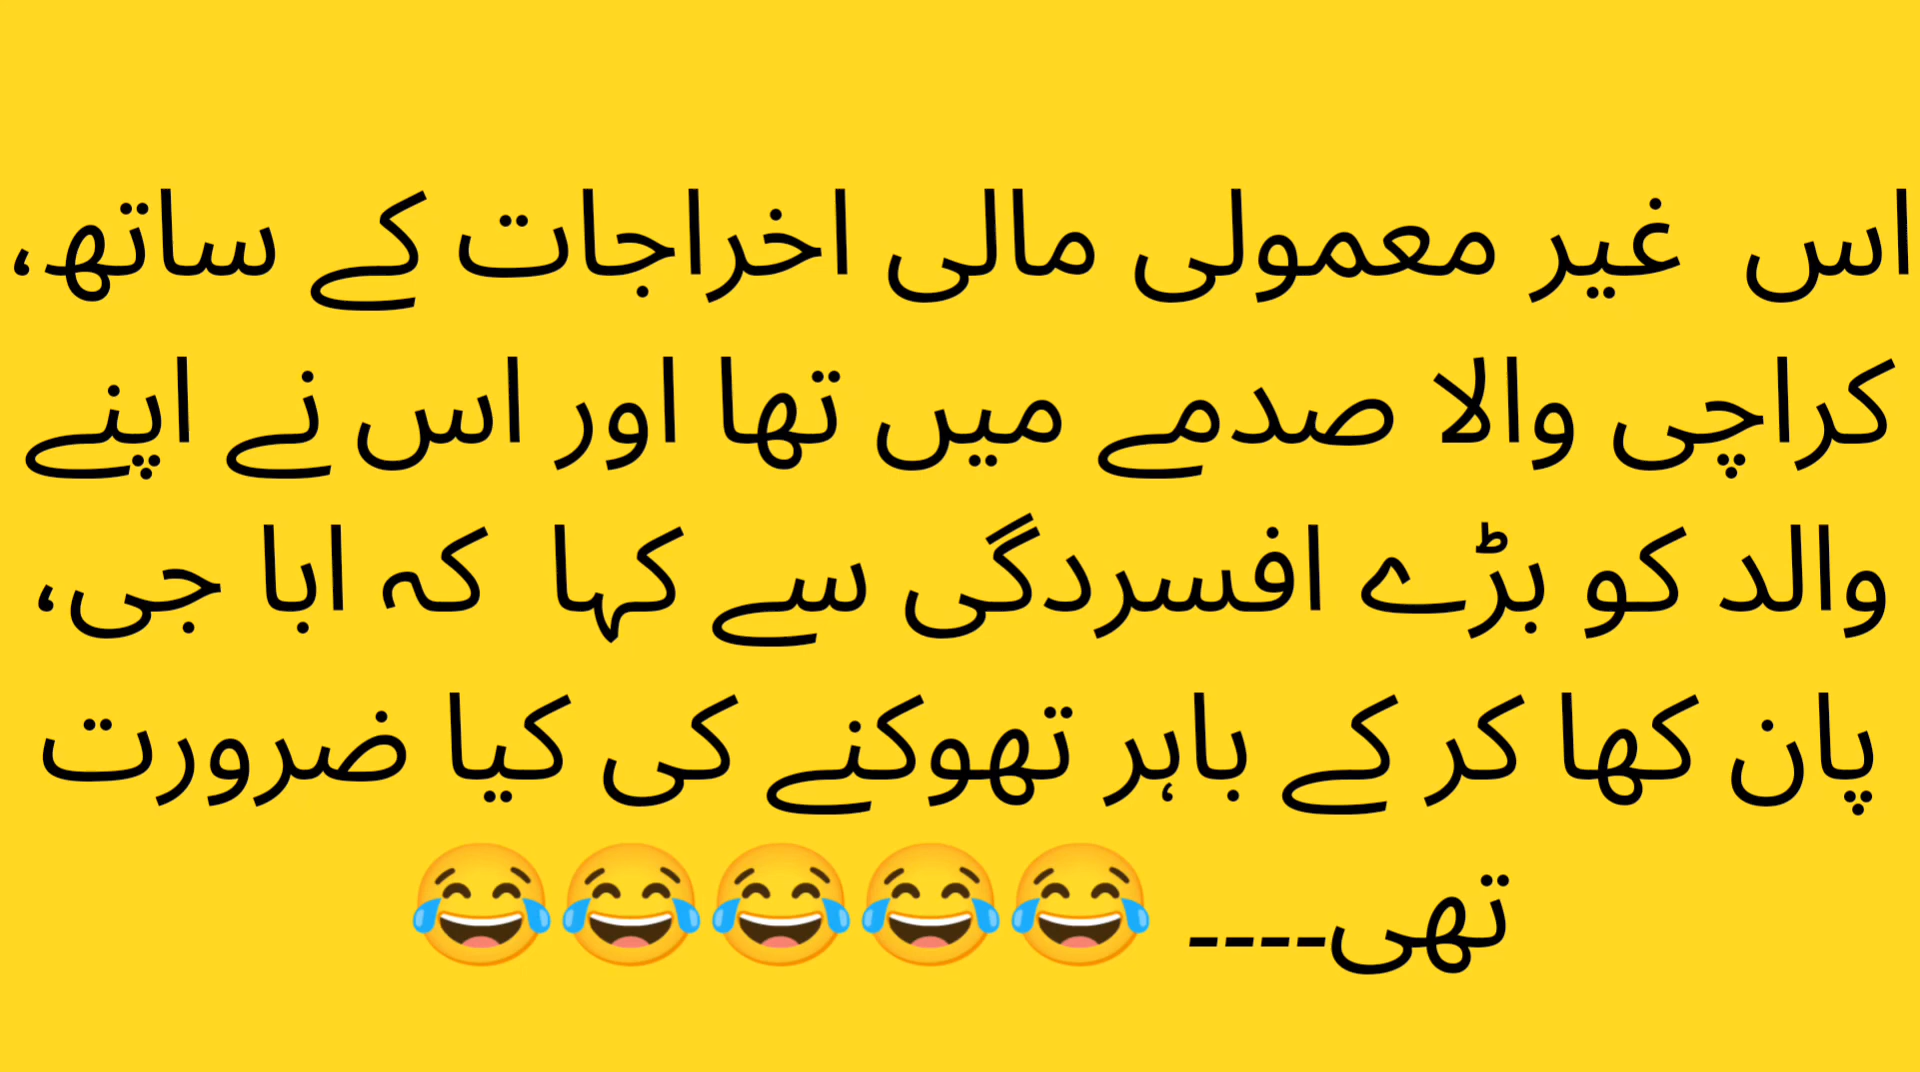 اس غیر معمولی مالی اخراجات کے ساتھ،
کراچی والا صدمے میں تھا اور اس نے اپنے
والد کو بڑے افسردگی سے کہا کہ ابا جی،
پان کھا کر کے باہر تھوکنے کی کیا ضرورت
تھی---- 😂😂😂😂😂